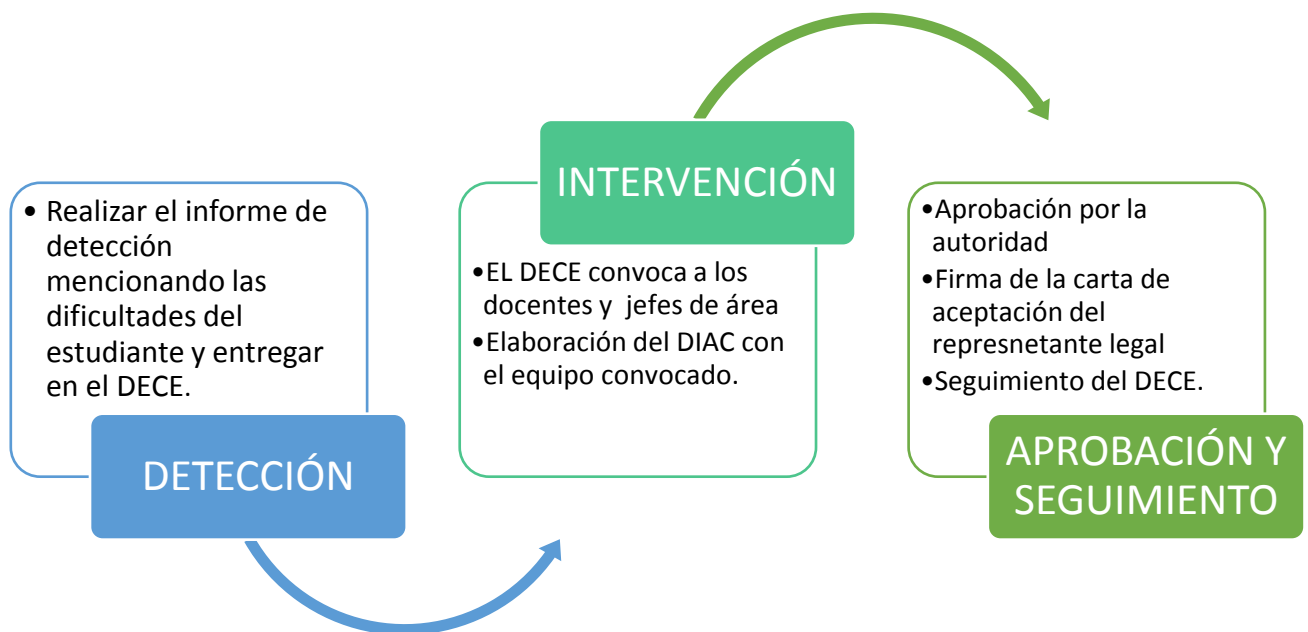 • Realizar el informe de
detección
mencionando las
dificultades del
estudiante y entregar
en el DECE.
DETECCIÓN
INTERVENCIÓN
•EL DECE convoca a los
docentes y jefes de área
•Elaboración del DIAC con
el equipo convocado.
•Aprobación por la
autoridad
•Firma de la carta de
aceptación del
represnetante legal
•Seguimiento del DECE.
APROBACIÓN Y
SEGUIMIENTO